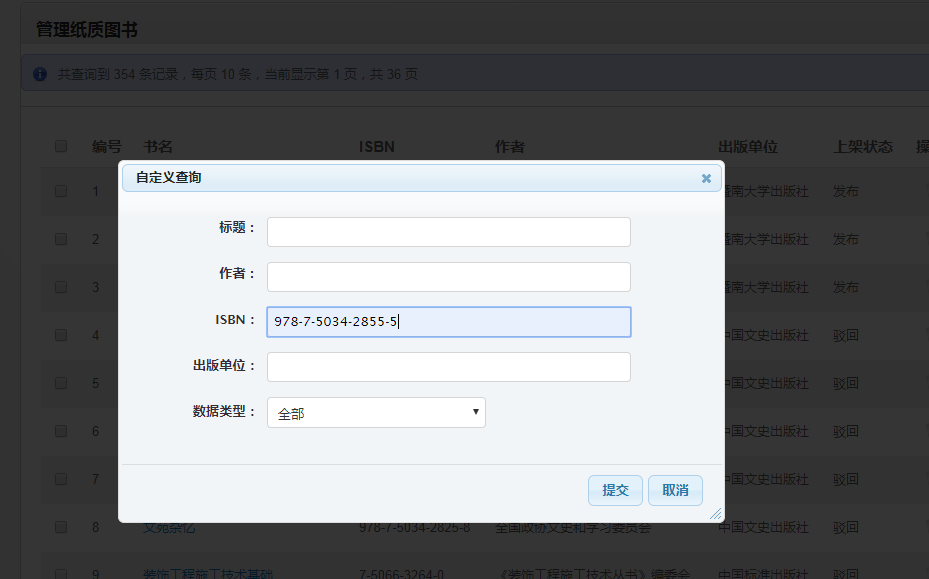 管理纸质图书
共查询到 354 条记录，每页 10 条，当前显示第 1 页，共 36 页
编号 书名 ISBN 作者 出版单位 上架状态
自定义查询
1 暨南大学出版社 发布
标题：
2 暨南大学出版社 发布
作者：
3 暨南大学出版社 发布
ISBN： 978-7-5034-2855-5
4 中国文史出版社 驳回
出版单位：
5 中国文史出版社 驳回
数据类型： 全部
6 中国文史出版社 驳回
7 中国文史出版社 驳回
提交 取消
8 文苑杂忆 978-7-5034-2825-8 全国政协文史和学习委员会 中国文史出版社 驳回
9 装饰工程施工技术基础 7-5066-3264-0 《装饰工程施工技术丛书》编委会 中国标准出版社 驳回